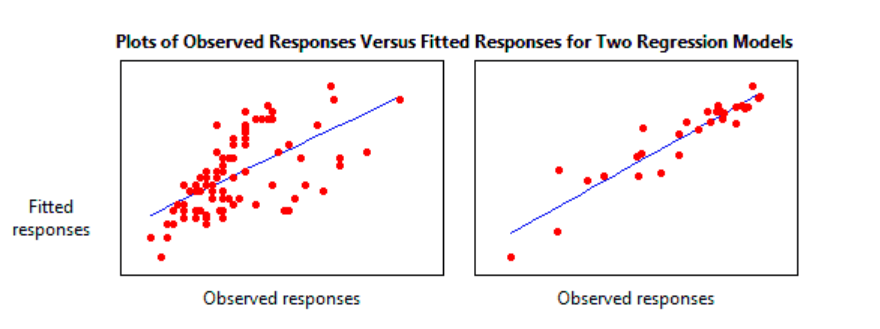 Plots of Observed Responses Versus Fitted Responses for Two Regression Models
Fitted
responses
Observed responses
Observed responses